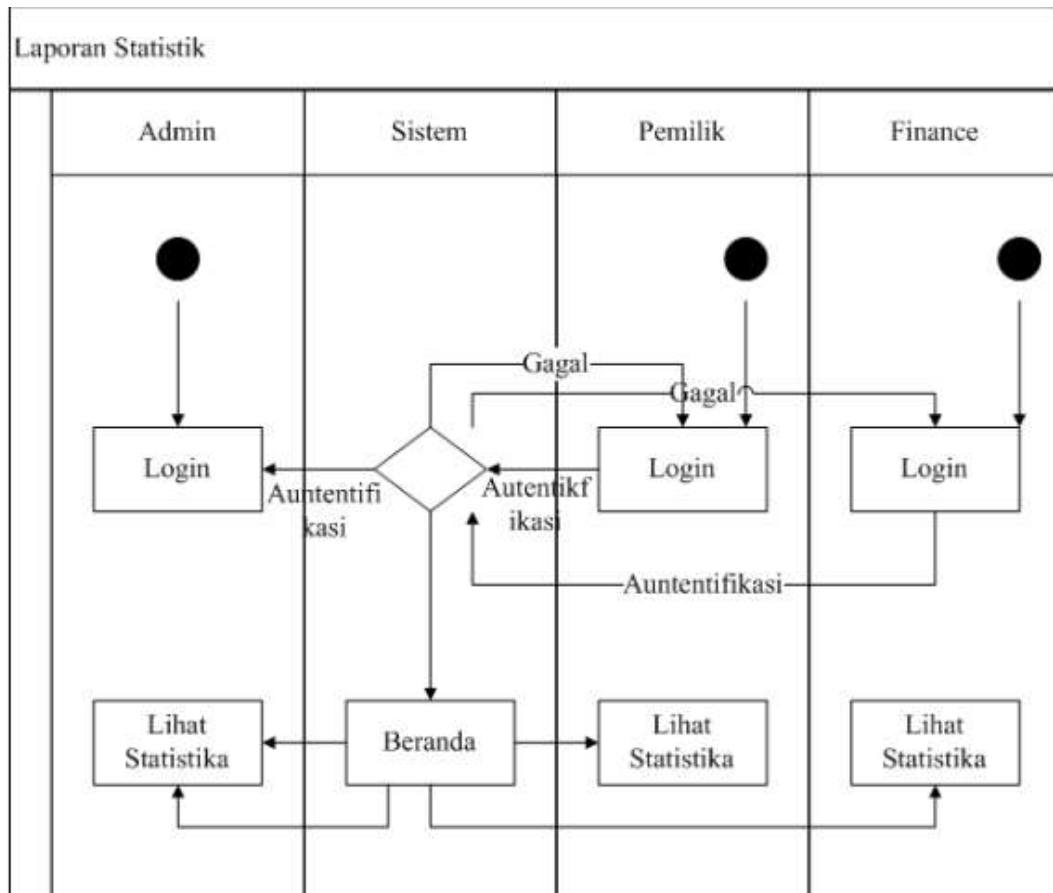 Laporan Statistik
Admin
Sistem
Pemilik
Finance
Gagal
Gagal
Login
Login
Login
Auntentifi
kasi
Autentikf
ikasi
Auntentifikasi
Lihat
Statistika
Beranda
Lihat
Statistika
Lihat
Statistika